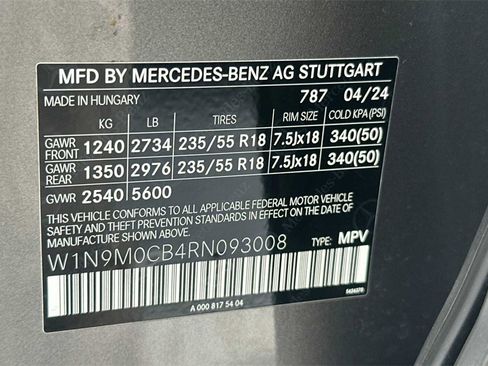 MFD BY MERCEDES-BENZ AG STUTTGART
MADE IN HUNGARY 787 04/24
KG LB TIRES RIM SIZE COLD KPA(PSI)
GAWR FRONT 1240 2734 235/55 R18 7.5Jx18 340(50)
GAWR REAR 1350 2976 235/55 R18 7.5Jx18 340(50)
GVWR 2540 5600
THIS VEHICLE CONFORMS TO ALL APPLICABLE FEDERAL MOTOR VEHICLE
SAFETY AND THEFT PREVENTION STANDARDS IN EFFECT ON THE DATE
OF MANUFACTURE SHOWN ABOVE.
W1N9M0CB4RN093008 TYPE: MPV
A 000 817 54 04